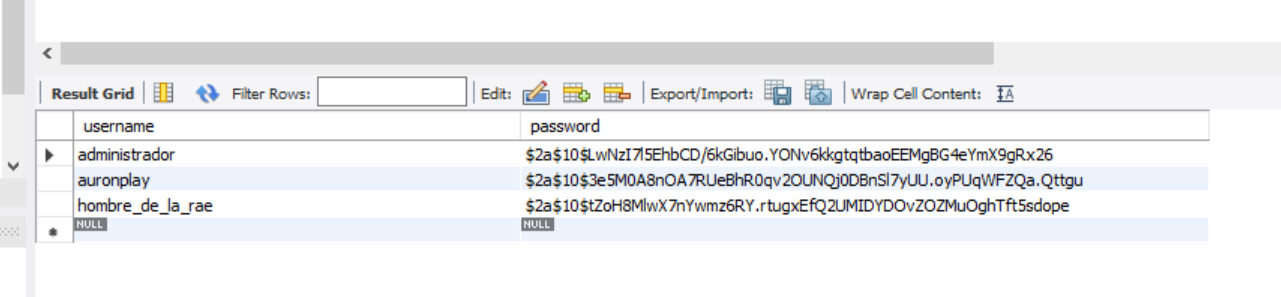 Result Grid Filter Rows: Edit: Export/Import: Wrap Cell Content: IA
username password
administrador $2a$10$LwNzI7l5EhbCD/6kGibuo.YONv6kkgtqtbaoEEMgBG4eYmX9gRx26
auronplay $2a$10$3e5M0A8nOA7RUeBhR0qv2OUNQj0DBnSl7yUU.oyPUqWFZQa.Qttgu
hombre_de_la_rae $2a$10$tZoH8MlwX7nYwmz6RY.rtugxEfQ2UMIDYDOvZOZMuOghTft5sdope
NULL NULL